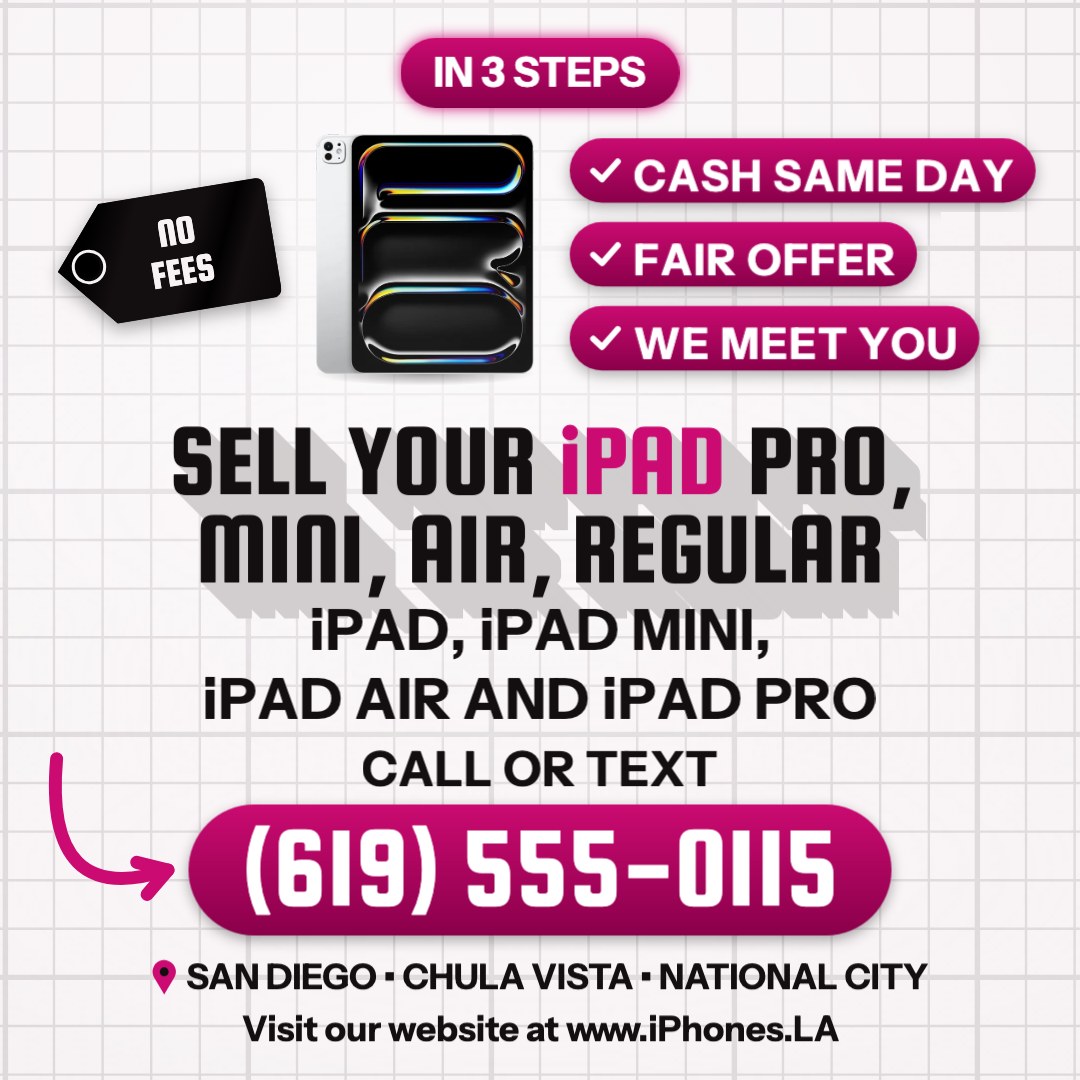 IN 3 STEPS
NO
FEES
CASH SAME DAY
FAIR OFFER
WE MEET YOU
SELL YOUR iPAD PRO,
MINI, AIR, REGULAR
iPAD, iPAD MINI,
iPAD AIR AND iPAD PRO
CALL OR TEXT
(619) 555-0115
SAN DIEGO ▪ CHULA VISTA ▪ NATIONAL CITY
Visit our website at www.iPhones.LA